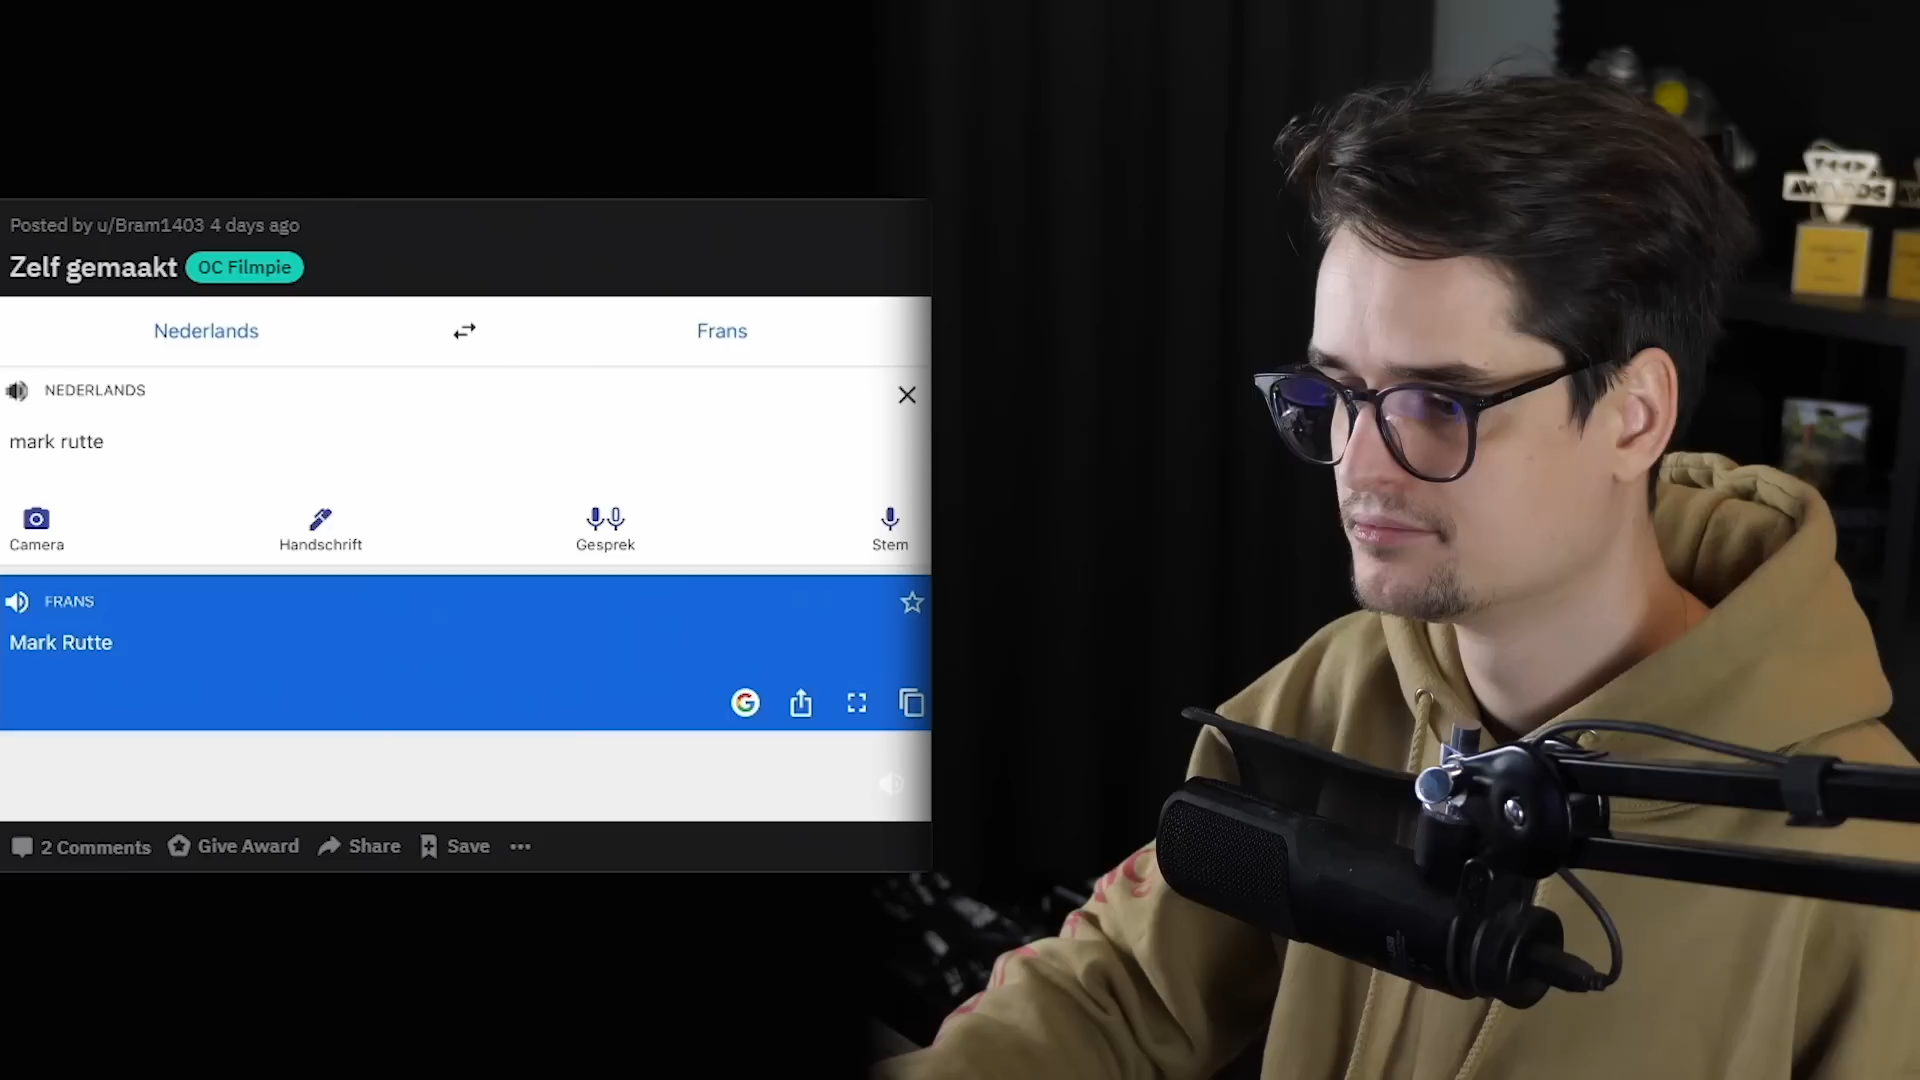 Posted by u/Bram1403 4 days ago
Zelf gemaakt OC Filmpie
Nederlands Frans
NEDERLANDS
mark rutte
Camera Handschrift Gesprek Stem
FRANS
Mark Rutte
2 Comments Give Award Share Save
AWARDS